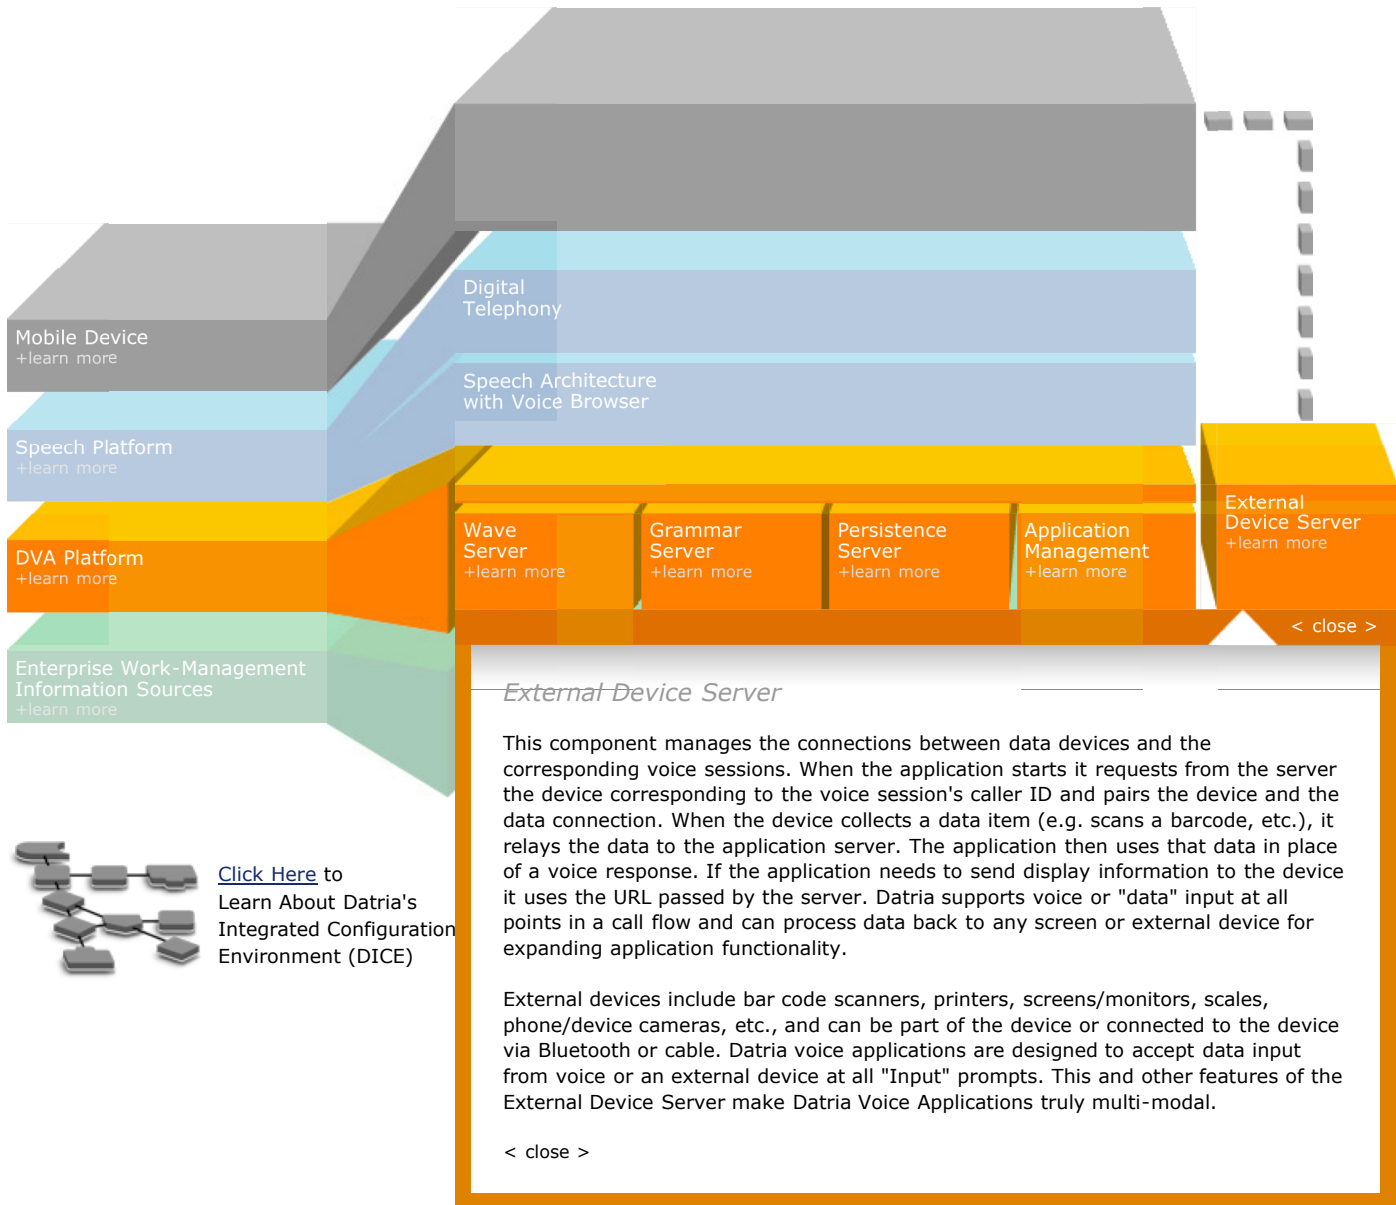 Digital
Telephony
Mobile Device
+learn more
Speech Architecture
with Voice Browser
Speech Platform
+learn more
External
Device Server
+learn more
Wave
Server
+learn more
Grammar
Server
+learn more
Persistence
Server
+learn more
Application
Management
+learn more
DVA Platform
+learn more
< close >
Enterprise Work-Management
Information Sources
+learn more
External Device Server
This component manages the connections between data devices and the
corresponding voice sessions. When the application starts it requests from the server
the device corresponding to the voice session's caller ID and pairs the device and the
data connection. When the device collects a data item (e.g. scans a barcode, etc.), it
relays the data to the application server. The application then uses that data in place
of a voice response. If the application needs to send display information to the device
it uses the URL passed by the server. Datria supports voice or "data" input at all
points in a call flow and can process data back to any screen or external device for
expanding application functionality.
External devices include bar code scanners, printers, screens/monitors, scales,
phone/device cameras, etc., and can be part of the device or connected to the device
via Bluetooth or cable. Datria voice applications are designed to accept data input
from voice or an external device at all "Input" prompts. This and other features of the
External Device Server make Datria Voice Applications truly multi-modal.
< close >
Click Here to
Learn About Datria's
Integrated Configuration
Environment (DICE)